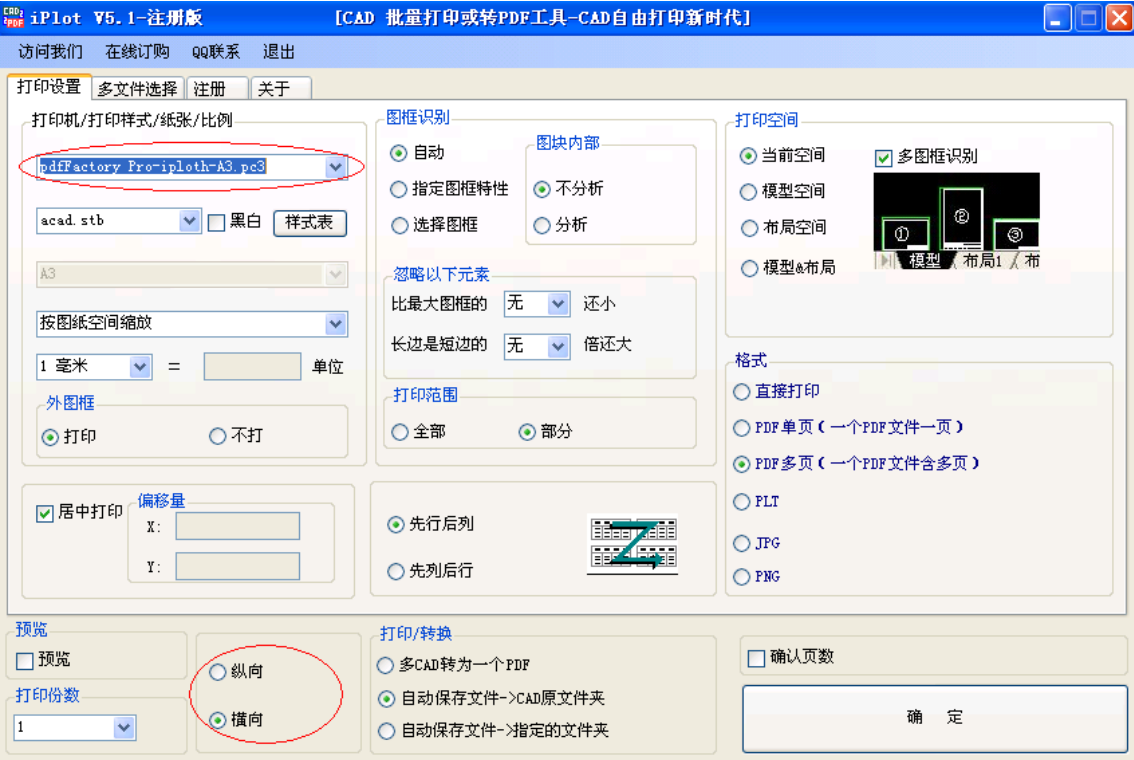 CAD 2PDF iPlot V5.1-注册版 [CAD 批量打印或转PDF工具-CAD自由打印新时代]
访问我们 在线订购 QQ联系 退出
打印设置 多文件选择 注册 关于
打印机/打印样式/纸张/比例
pdfFactory Pro-iploth-A3.pc3
acad.stb 黑白 样式表
A3
按图纸空间缩放
1 毫米 = 单位
外图框
打印 不打
图框识别
自动
指定图框特性
选择图框
图块内部
不分析
分析
忽略以下元素
比最大图框的 无 还小
长边是短边的 无 倍还大
打印范围
全部 部分
打印空间
当前空间
模型空间
布局空间
模型&布局
多图框识别
① ② ③
模型 布局1 布
格式
直接打印
PDF单页(一个PDF文件一页)
PDF多页(一个PDF文件含多页)
PLT
JPG
PNG
居中打印
偏移量
X:
Y:
先行后列
先列后行
预览
预览
打印份数
1
纵向
横向
打印/转换
多CAD转为一个PDF
自动保存文件->CAD原文件夹
自动保存文件->指定的文件夹
确认页数
确 定